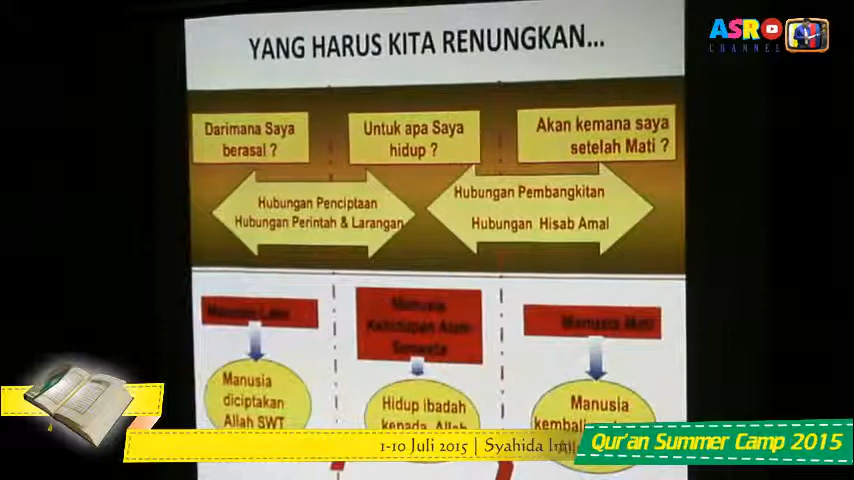 YANG HARUS KITA RENUNGKAN...
ASRO
CHANNEL
Darimana Saya
berasal ?
Untuk apa Saya
hidup ?
Akan kemana saya
setelah Mati ?
Hubungan Penciptaan
Hubungan Perintah & Larangan
Hubungan Pembangkitan
Hubungan Hisab Amal
Manusia Lahir
Manusia
Kehidupan Alam
Semesta
Manusia Mati
Manusia
diciptakan
Allah SWT
Hidup ibadah
kepada Allah
Manusia
kembali
1-10 Juli 2015 | Syahida
Qur'an Summer Camp 2015